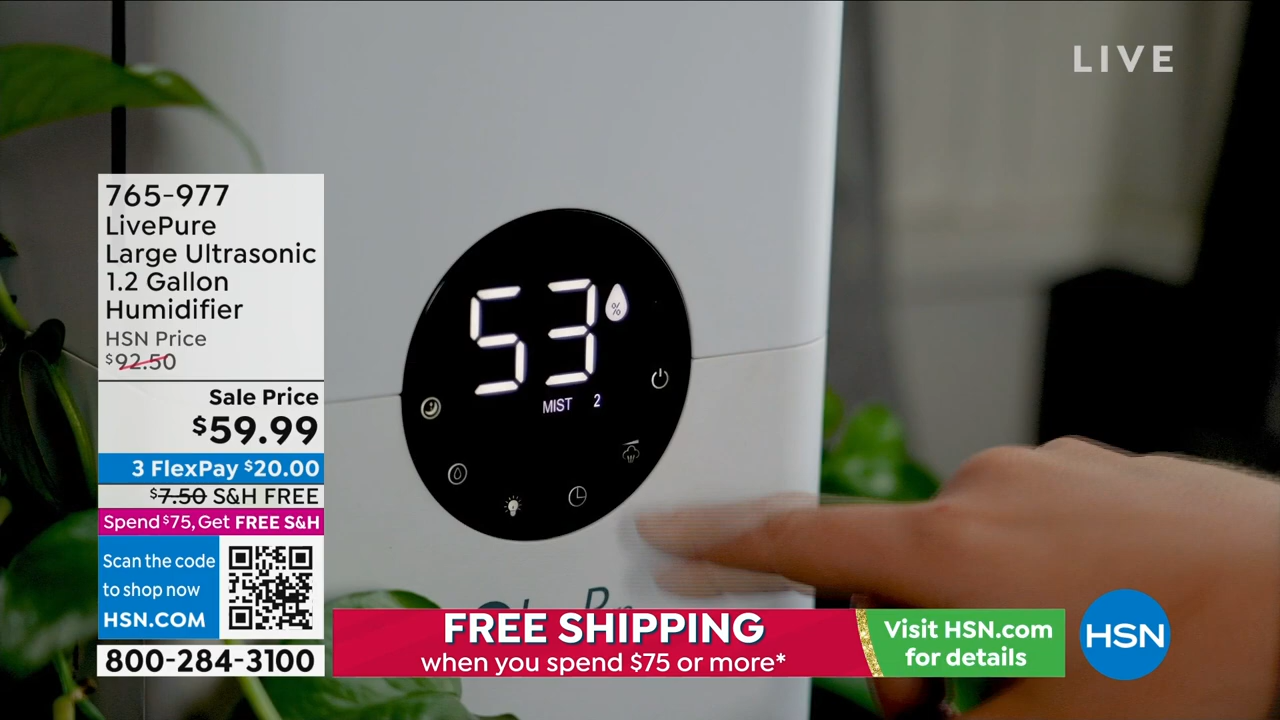 LIVE
765-977
LivePure
Large Ultrasonic
1.2 Gallon
Humidifier
HSN Price
$92.50
Sale Price
$59.99
3 FlexPay $20.00
$7.50 S&H FREE
Spend $75, Get FREE S&H
Scan the code
to shop now
HSN.COM
800-284-3100
53 %
MIST 2
FREE SHIPPING
when you spend $75 or more*
Visit HSN.com
for details
HSN